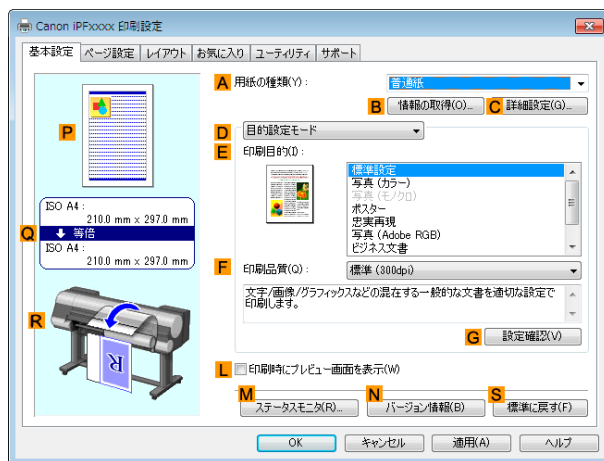 Canon iPFxxxx 印刷設定
基本設定 ページ設定 レイアウト お気に入り ユーティリティ サポート
A 用紙の種類(Y): 普通紙
B 情報の取得(O)... C 詳細設定(G)...
D 目的設定モード
E 印刷目的(I):
標準設定
写真 (カラー)
写真 (モノクロ)
ポスター
忠実再現
写真 (Adobe RGB)
ビジネス文書
P
ISO A4 :
210.0 mm x 297.0 mm
Q 等倍
ISO A4 :
210.0 mm x 297.0 mm
F 印刷品質(Q): 標準 (300dpi)
文字/画像/グラフィックスなどの混在する一般的な文書を適切な設定で
印刷します。
R
R
G 設定確認(V)
L 印刷時にプレビュー画面を表示(W)
M ステータスモニタ(R)... N バージョン情報(B) S 標準に戻す(F)
OK キャンセル 適用(A) ヘルプ